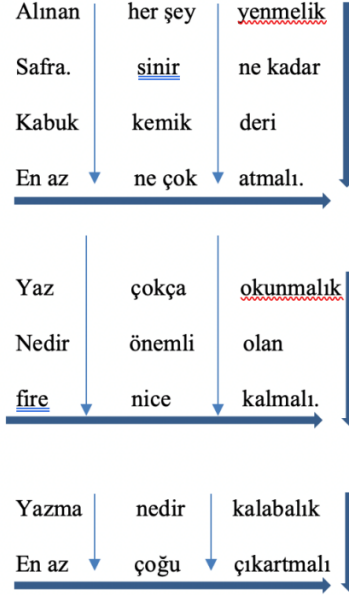 Alınan her şey yenmelik
Safra. sinir ne kadar
Kabuk kemik deri
En az ne çok atmalı.
Yaz çokça okunmalık
Nedir önemli olan
fire nice kalmalı.
Yazma nedir kalabalık
En az çoğu çıkartmalı